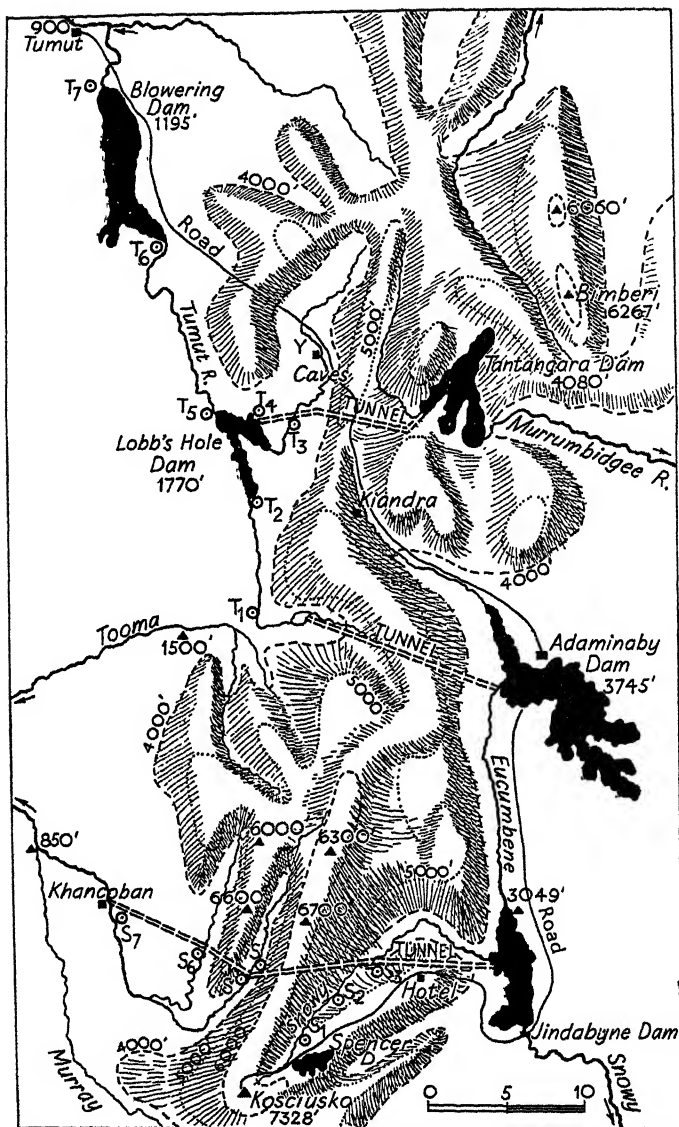 900
Tumut
T7
Blowering
Dam
1195'
4000'
6060'
T6
Road
Bimberi
6267'
Tumut R.
5000'
Y
Caves
Tantangara Dam
4080'
T5
T4
TUNNEL
T3
Lobb's Hole
Dam
1770'
Murrumbidgee R.
T2
Kiandra
4000'
T1
TUNNEL
Tooma
1500'
Adaminaby
Dam
3745'
5000
4000'
Eucumbene
6000
6300'
850'
5000'
Khancoban
6600
6700
3049'
Road
S7
TUNNEL
S6
S2
Hotel
S1
Snowy
Spencer
D.
Jindabyne Dam
4000'
Murray
Kosciusko
7328'
Snowy
0 5 10